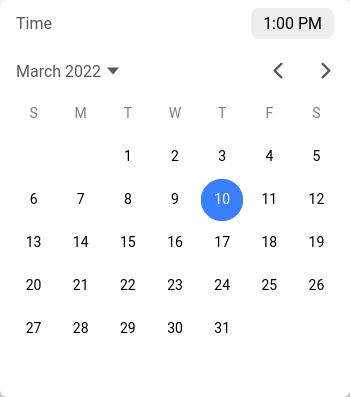 Time 1:00 PM
March 2022
S M T W T F S
1 2 3 4 5
6 7 8 9 10 11 12
13 14 15 16 17 18 19
20 21 22 23 24 25 26
27 28 29 30 31